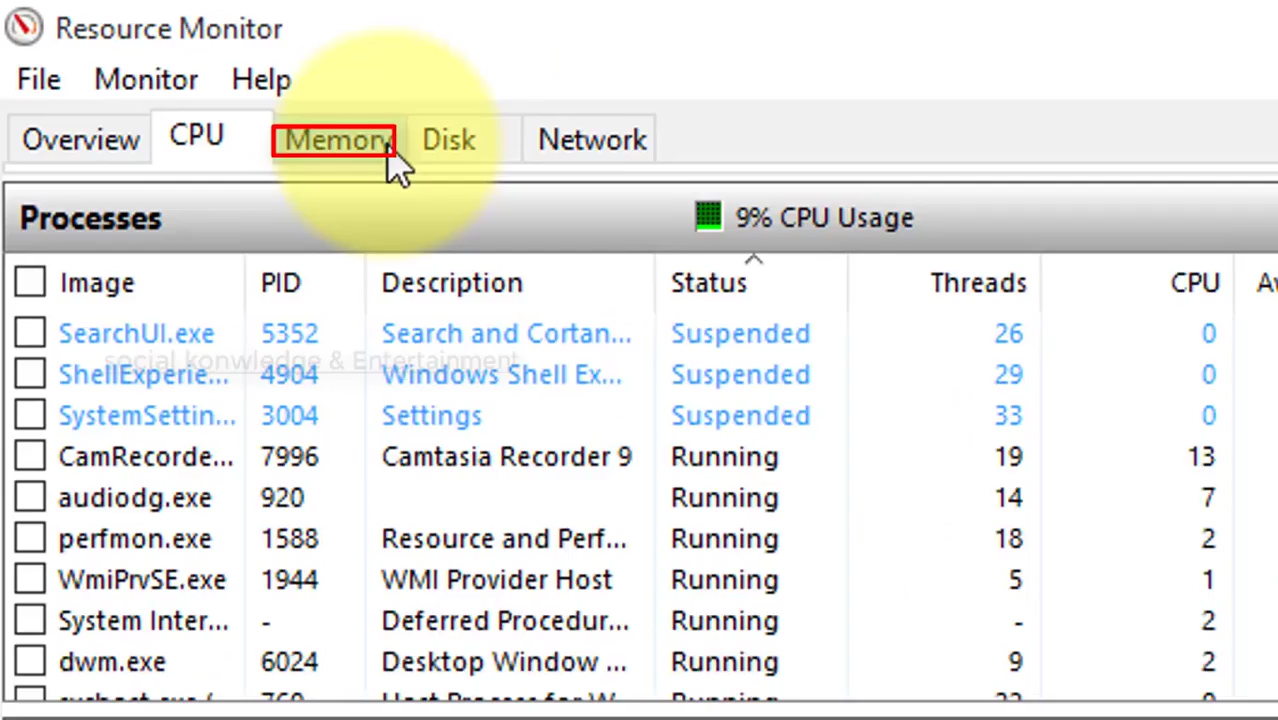 Resource Monitor
File Monitor Help
Overview CPU Memory Disk Network
Processes 9% CPU Usage
Image PID Description Status Threads CPU
SearchUI.exe 5352 Search and Cortan... Suspended 26 0
social konwledge & Entertainment
ShellExperie... 4904 Windows Shell Ex... Suspended 29 0
SystemSettin... 3004 Settings Suspended 33 0
CamRecorde... 7996 Camtasia Recorder 9 Running 19 13
audiodg.exe 920 Running 14 7
perfmon.exe 1588 Resource and Perf... Running 18 2
WmiPrvSE.exe 1944 WMI Provider Host Running 5 1
System Inter... - Deferred Procedur... Running - 2
dwm.exe 6024 Desktop Window ... Running 9 2